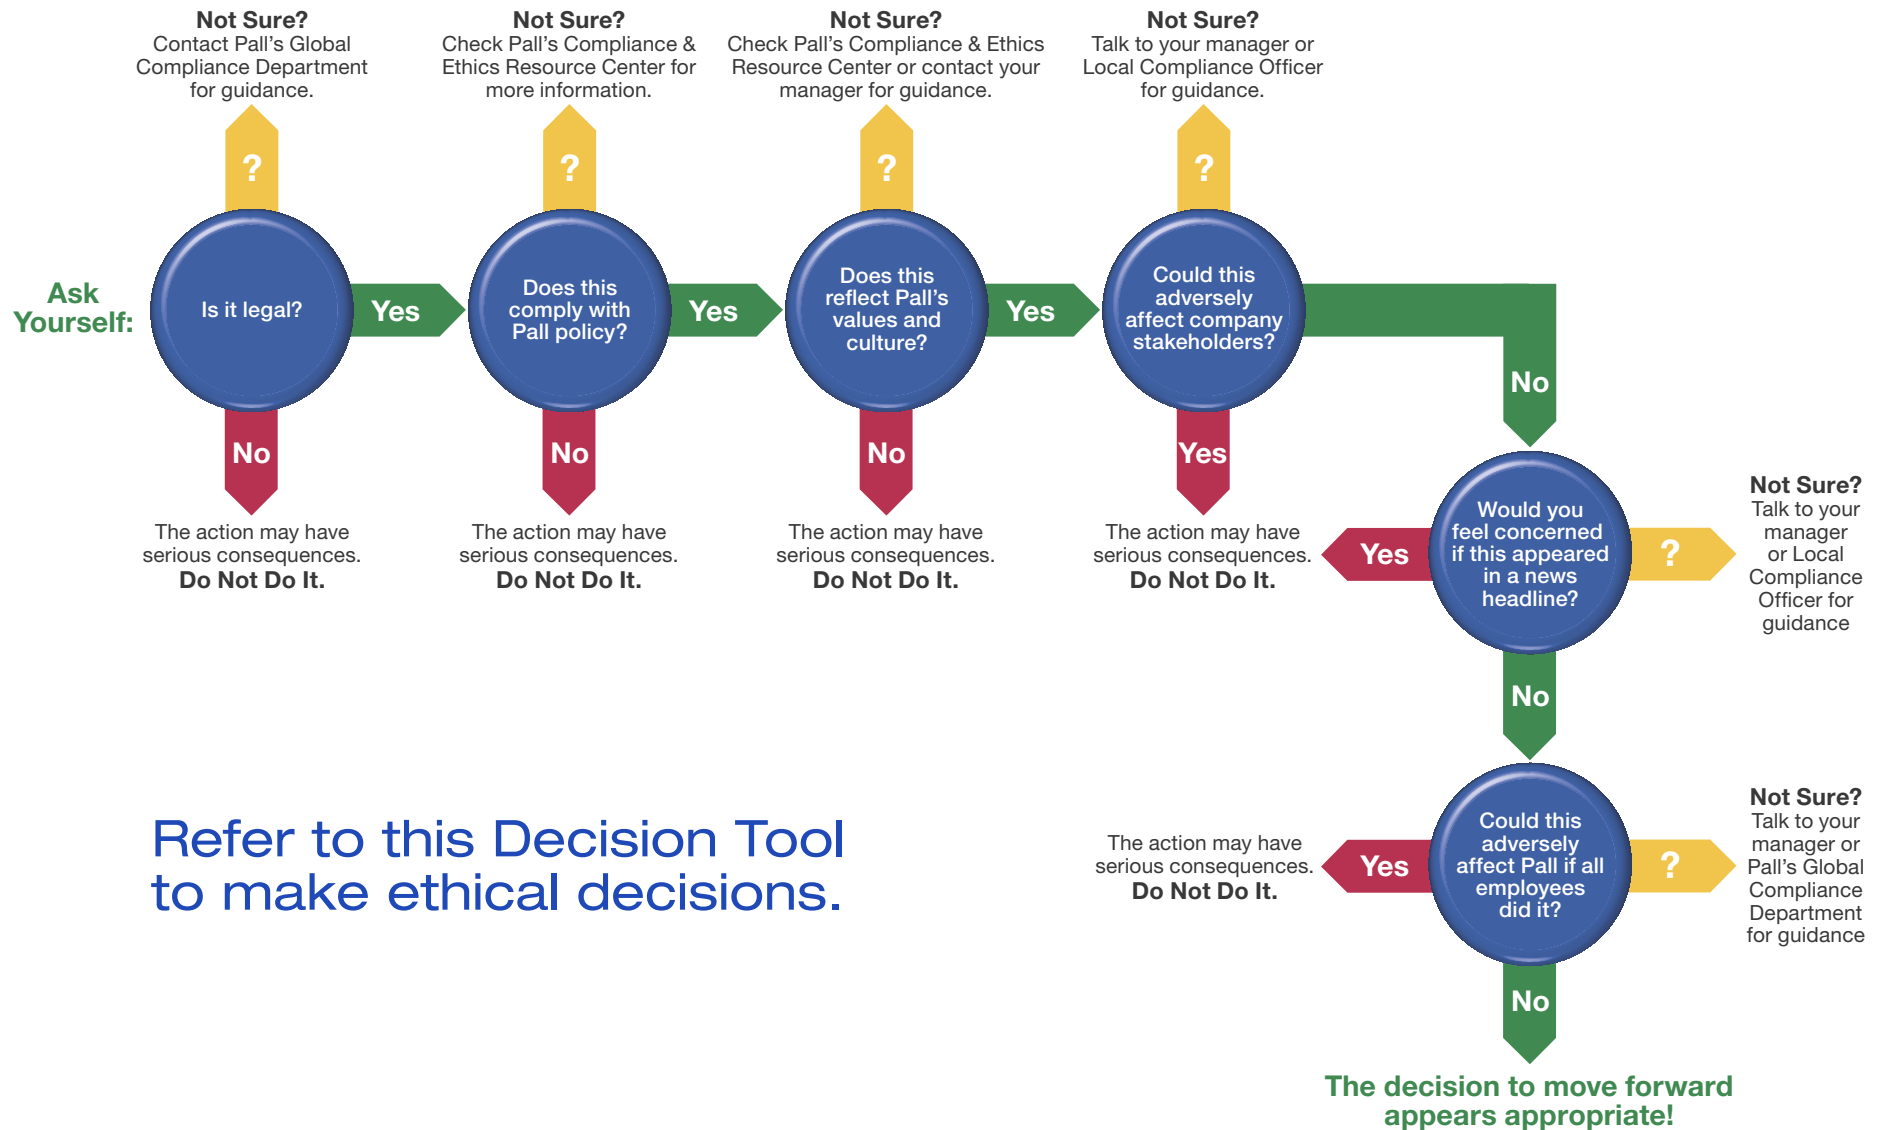 Not Sure?
Contact Pall's Global
Compliance Department
for guidance.
Not Sure?
Check Pall's Compliance &
Ethics Resource Center for
more information.
Not Sure?
Check Pall's Compliance & Ethics
Resource Center or contact your
manager for guidance.
Not Sure?
Talk to your manager or
Local Compliance Officer
for guidance.
?
?
?
?
Ask
Yourself:
Is it legal?
Yes
Does this
comply with
Pall policy?
Yes
Does this
reflect Pall's
values and
culture?
Yes
Could this
adversely
affect company
stakeholders?
No
No
No
No
Yes
The action may have
serious consequences.
Do Not Do It.
The action may have
serious consequences.
Do Not Do It.
The action may have
serious consequences.
Do Not Do It.
The action may have
serious consequences.
Do Not Do It.
Yes
Would you
feel concerned
if this appeared
in a news
headline?
?
Not Sure?
Talk to your
manager
or Local
Compliance
Officer for
guidance
No
Refer to this Decision Tool
to make ethical decisions.
The action may have
serious consequences.
Do Not Do It.
Yes
Could this
adversely
affect Pall if all
employees
did it?
?
Not Sure?
Talk to your
manager or
Pall's Global
Compliance
Department
for guidance
No
The decision to move forward
appears appropriate!